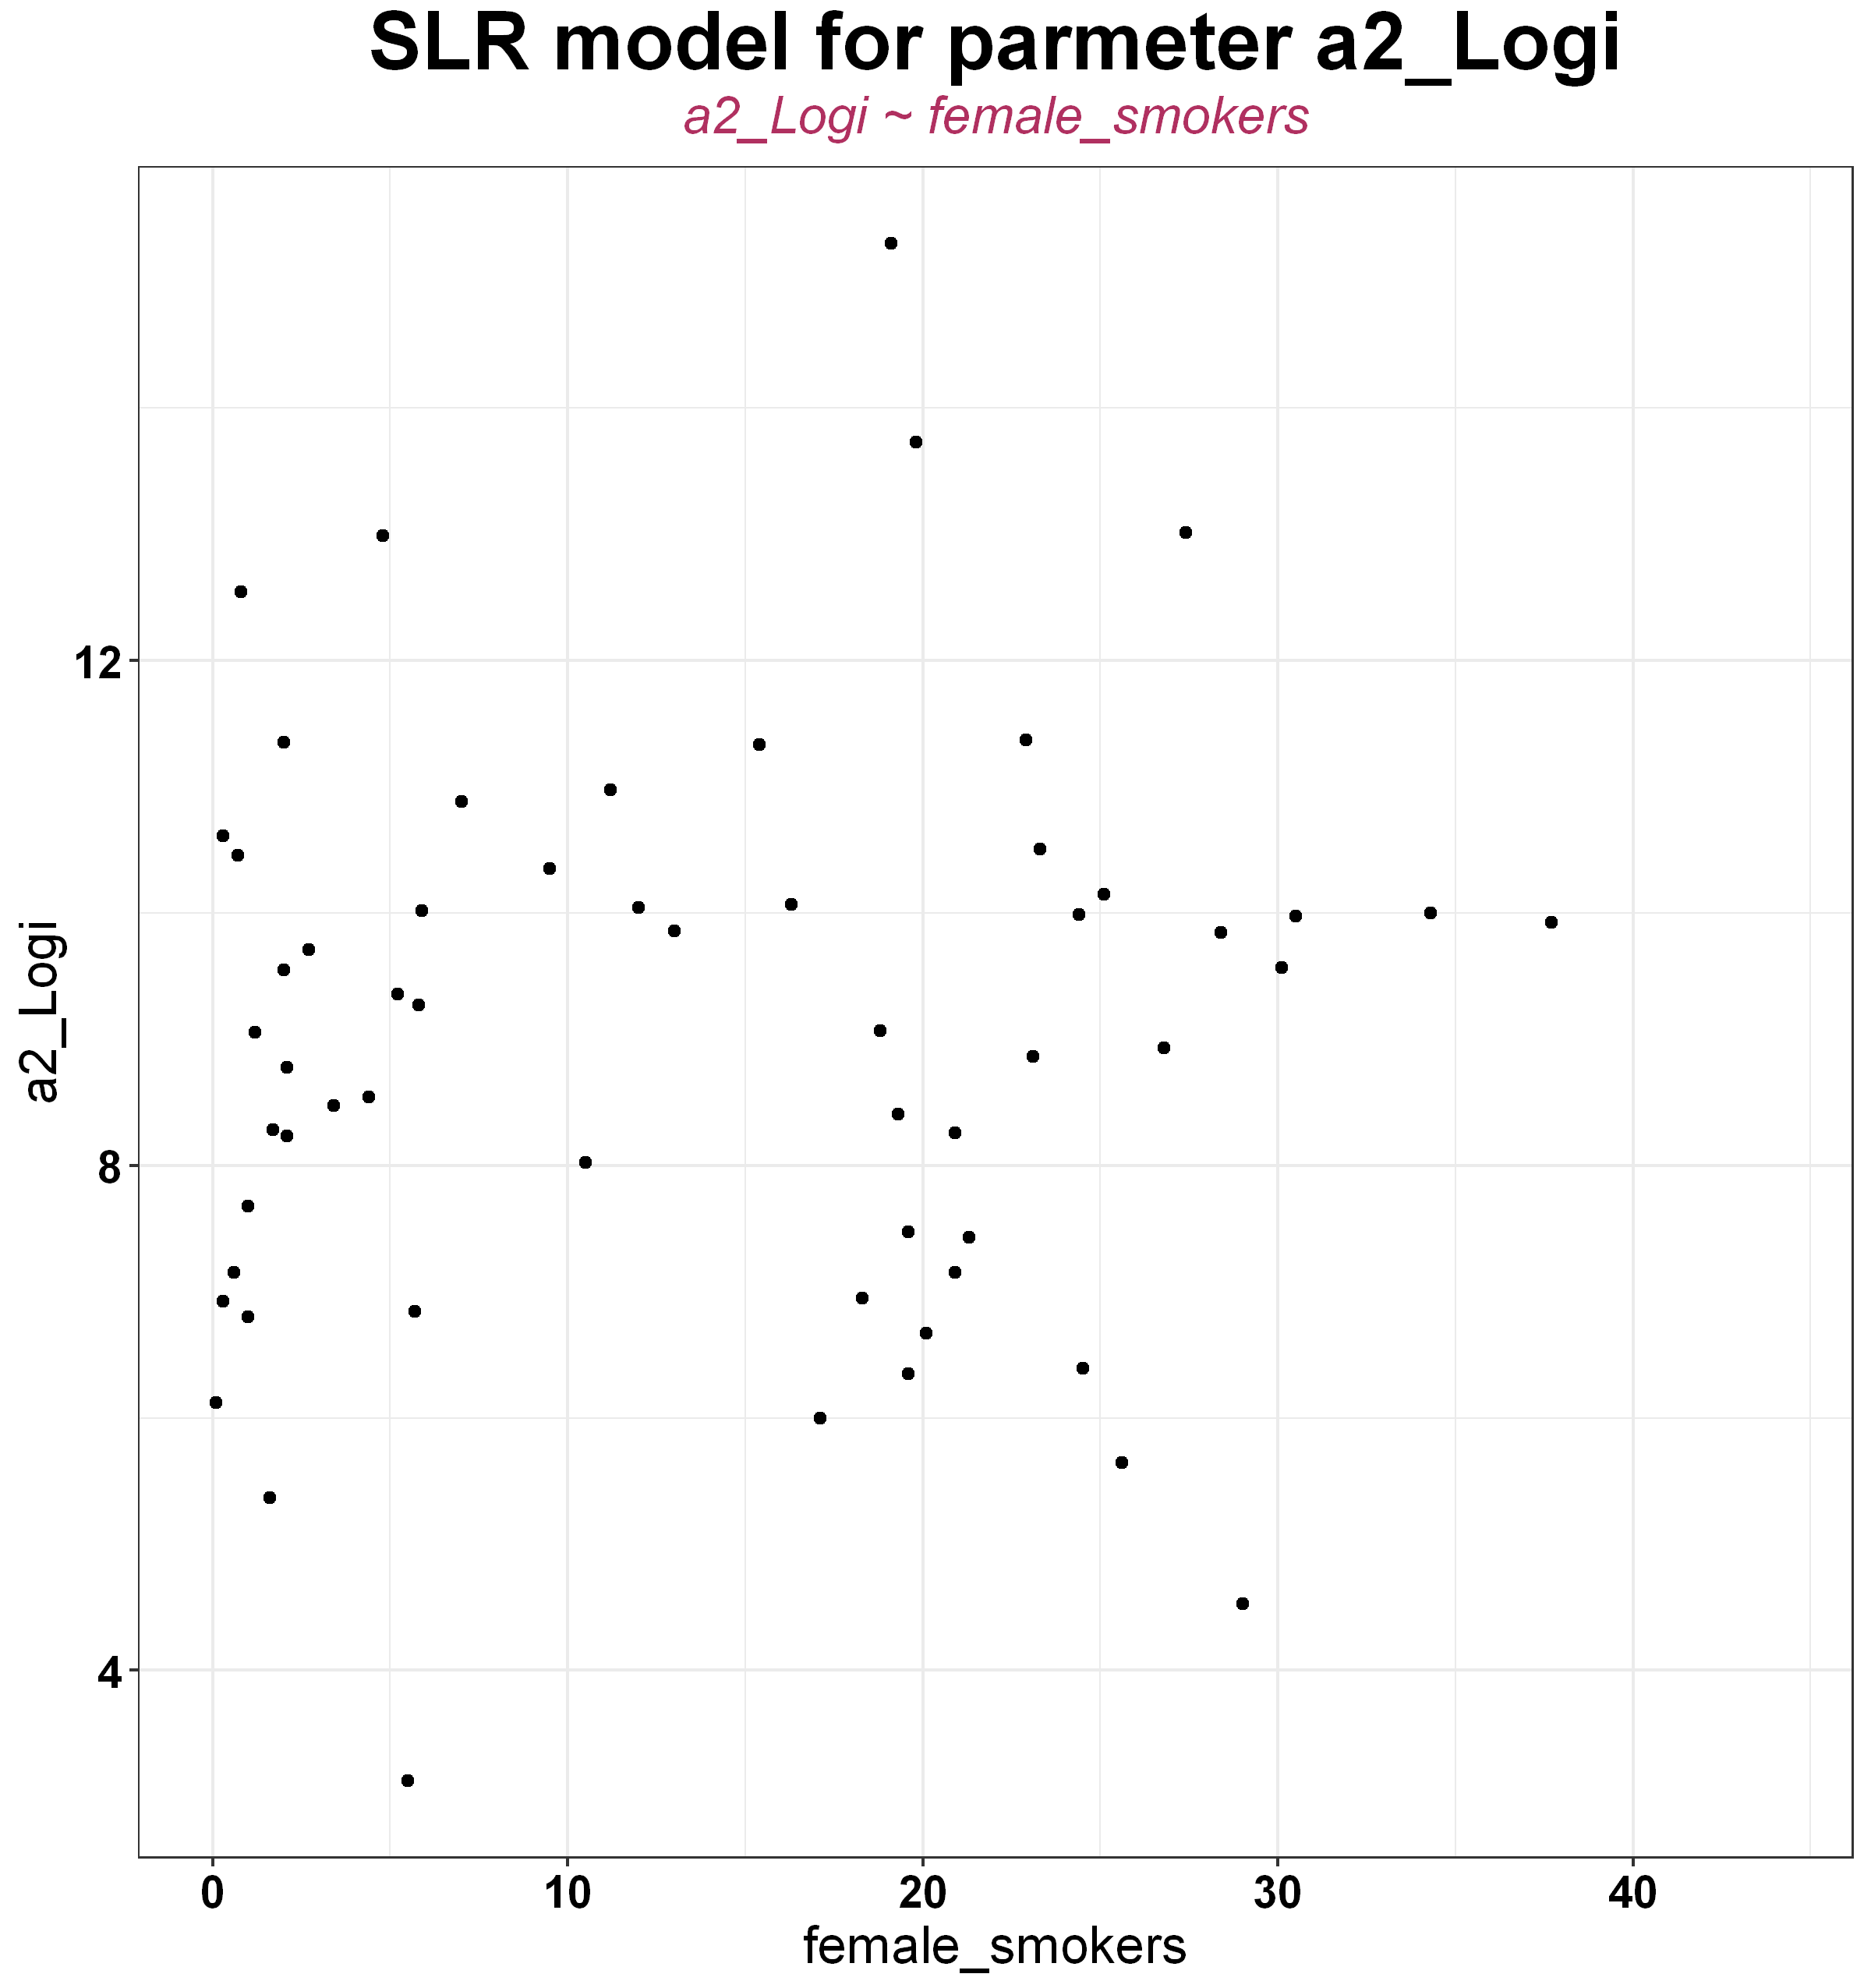 SLR model for parmeter a2_Logi
a2_Logi ~ female_smokers
12
8
4
a2_Logi
0 10 20 30 40
female_smokers